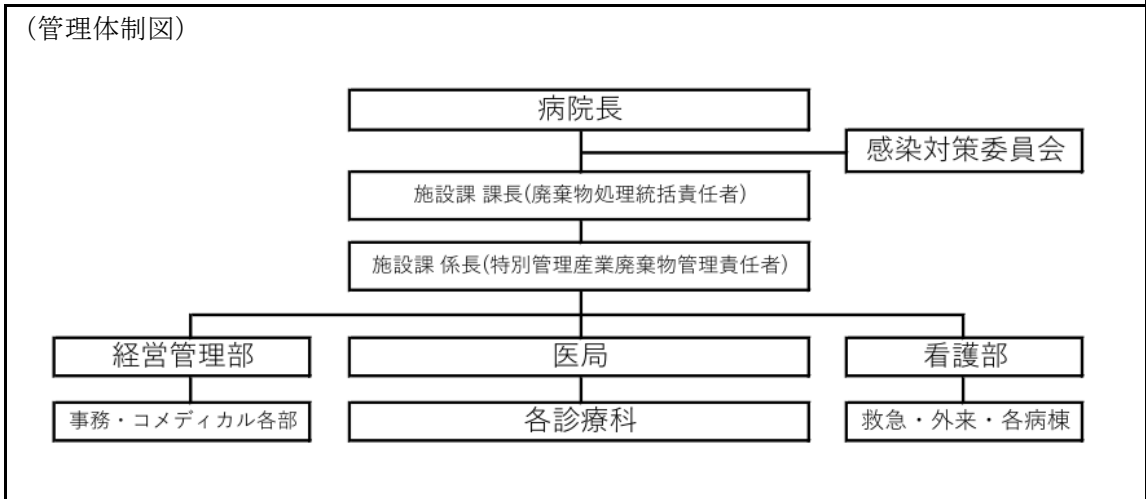 （管理体制図）
病院長
感染対策委員会
施設課 課長(廃棄物処理統括責任者)
施設課 係長(特別管理産業廃棄物管理責任者)
経営管理部
医局
看護部
事務・コメディカル各部
各診療科
救急・外来・各病棟